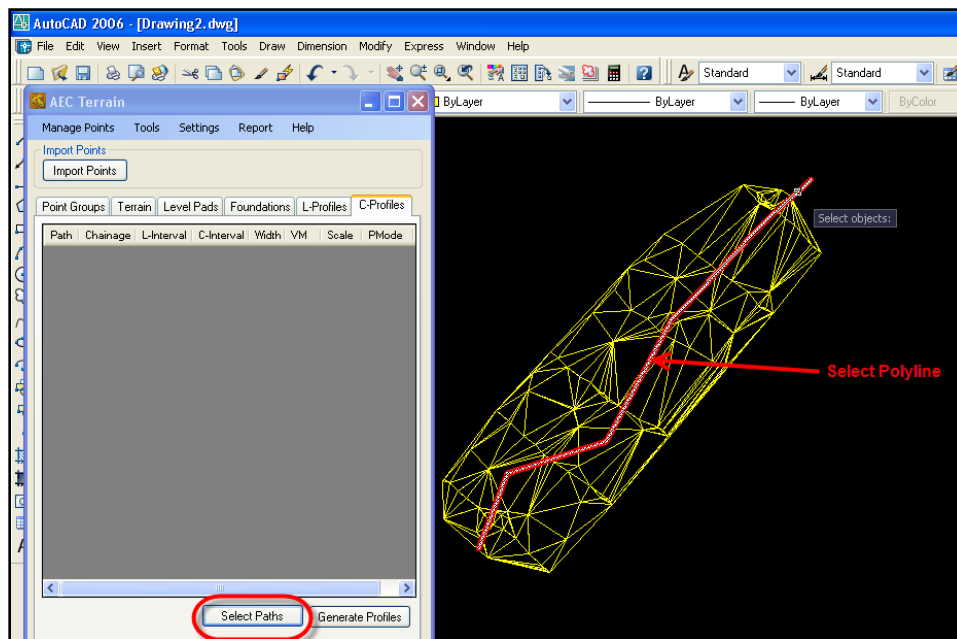 AutoCAD 2006 - [Drawing2.dwg]
File Edit View Insert Format Tools Draw Dimension Modify Express Window Help
Standard Standard
AEC Terrain
ByLayer ByLayer ByLayer ByColor
Manage Points Tools Settings Report Help
Import Points
Import Points
Point Groups Terrain Level Pads Foundations L-Profiles C-Profiles
Path Chainage L-Interval C-Interval Width VM Scale PMode
Select objects:
Select Polyline
Select Paths Generate Profiles